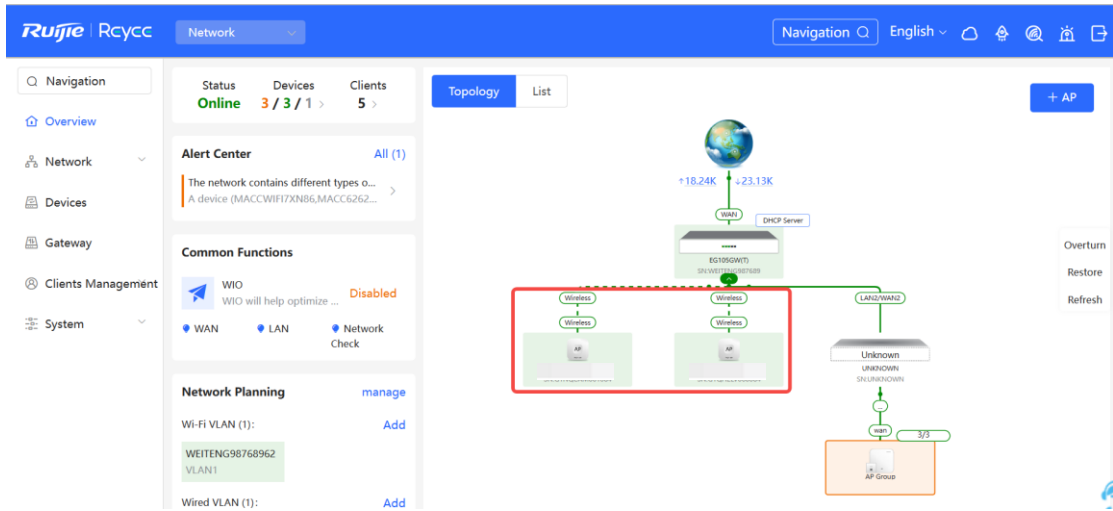 Ruijie | Rcycc
Network
Navigation
English
Navigation
Overview
Network
Devices
Gateway
Clients Management
System
Status
Devices
Clients
Online
3 / 3 / 1 >
5 >
Alert Center
All (1)
The network contains different types o...
A device (MACCWIFI7XN86,MACC6262...
Common Functions
WIO
WIO will help optimize ...
Disabled
WAN
LAN
Network
Check
Network Planning
manage
Wi-Fi VLAN (1):
Add
WEITENG98768962
VLAN1
Wired VLAN (1):
Add
Topology
List
+ AP
↑18.24K
↓23.13K
WAN
DHCP Server
EG105GW(T)
SN:WEITENG987689
Wireless
Wireless
LAN2/WAN2
Wireless
Wireless
AP
AP
Unknown
UNKNOWN
SN:UNKNOWN
...
wan
3/3
AP Group
Overturn
Restore
Refresh